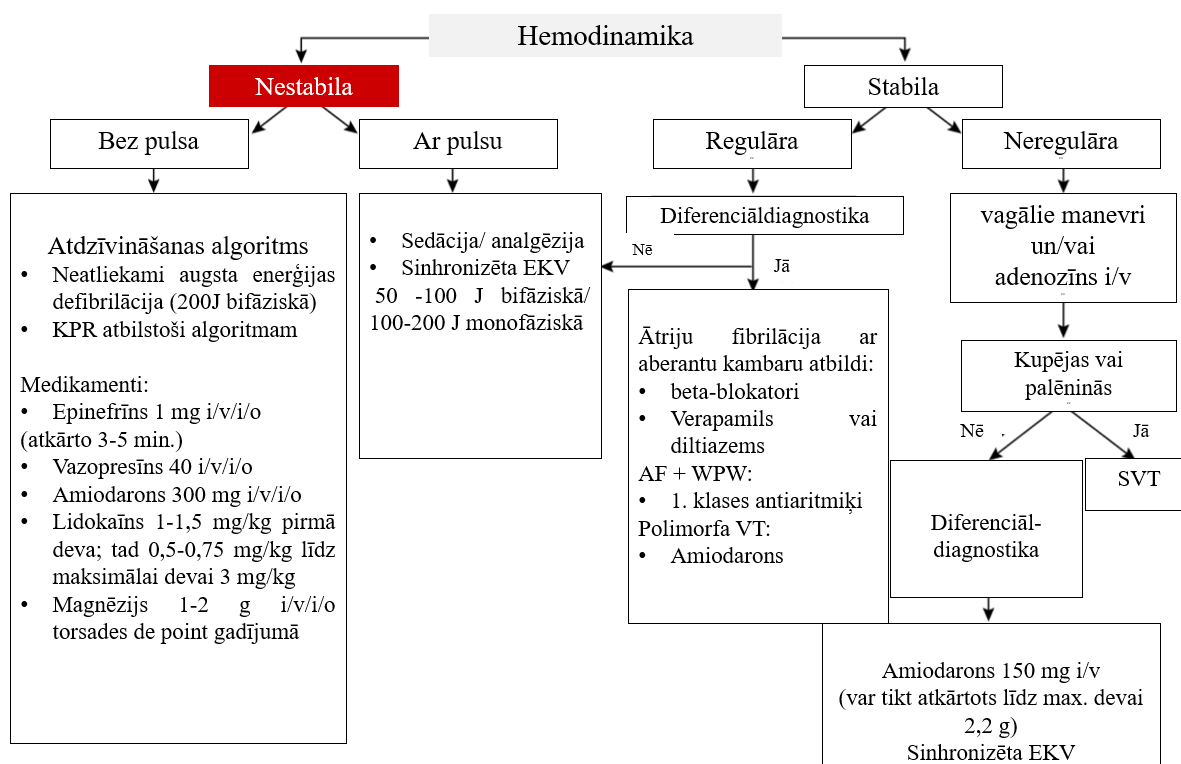 Hemodinamika
Nestabila
Stabila
Bez pulsa
Ar pulsu
Regulāra
Neregulāra
Atdzīvināšanas algoritms
• Neatliekami augsta enerģijas
defibrilācija (200J bifāziskā)
• KPR atbilstoši algoritmam
Medikamenti:
• Epinefrīns 1 mg i/v/i/o
(atkārto 3-5 min.)
• Vazopresīns 40 i/v/i/o
• Amiodarons 300 mg i/v/i/o
• Lidokaīns 1-1,5 mg/kg pirmā
deva; tad 0,5-0,75 mg/kg līdz
maksimālai devai 3 mg/kg
• Magnēzijs 1-2 g i/v/i/o
torsades de point gadījumā
• Sedācija/ analgēzija
• Sinhronizēta EKV
50 -100 J bifāziskā/
100-200 J monofāziskā
Diferenciāldiagnostika
Nē
Jā
Ātriju fibrilācija ar
aberantu kambaru atbildi:
• beta-blokatori
• Verapamils vai
diltiazems
AF + WPW:
• 1. klases antiaritmiķi
Polimorfa VT:
• Amiodarons
vagālie manevri
un/vai
adenozīns i/v
Kupējas vai
palēninās
Nē
Jā
SVT
Diferenciāl-
diagnostika
Amiodarons 150 mg i/v
(var tikt atkārtots līdz max. devai
2,2 g)
Sinhronizēta EKV